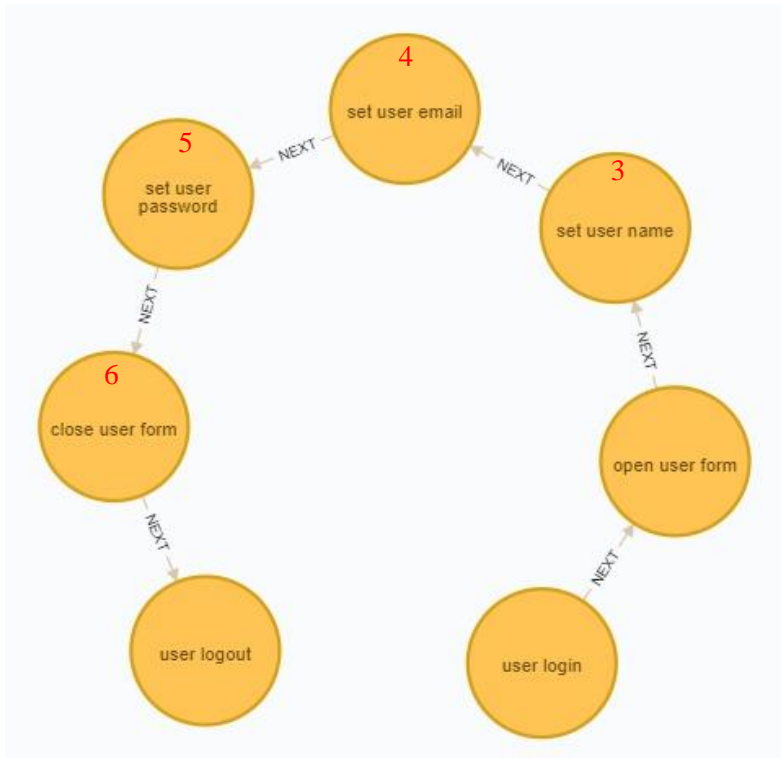 4
set user email
NEXT
5
set user
password
NEXT
3
set user name
NEXT
NEXT
6
close user form
open user form
NEXT
NEXT
user logout
user login